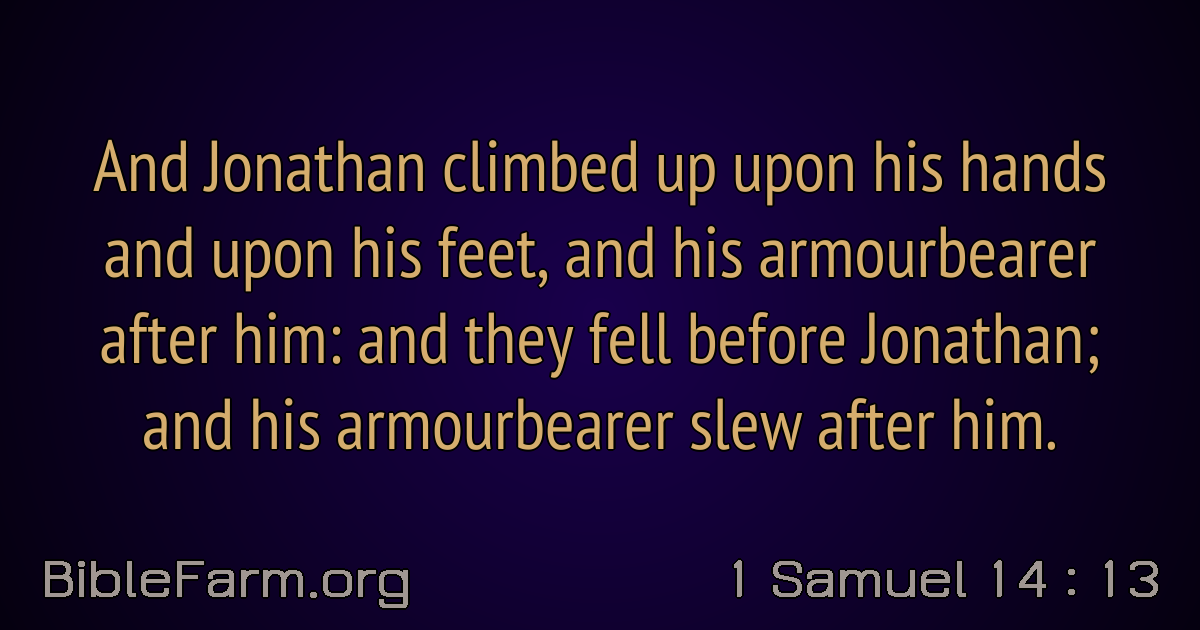 And Jonathan climbed up upon his hands
and upon his feet, and his armourbearer
after him: and they fell before Jonathan;
and his armourbearer slew after him.
BibleFarm.org
1 Samuel 14 : 13